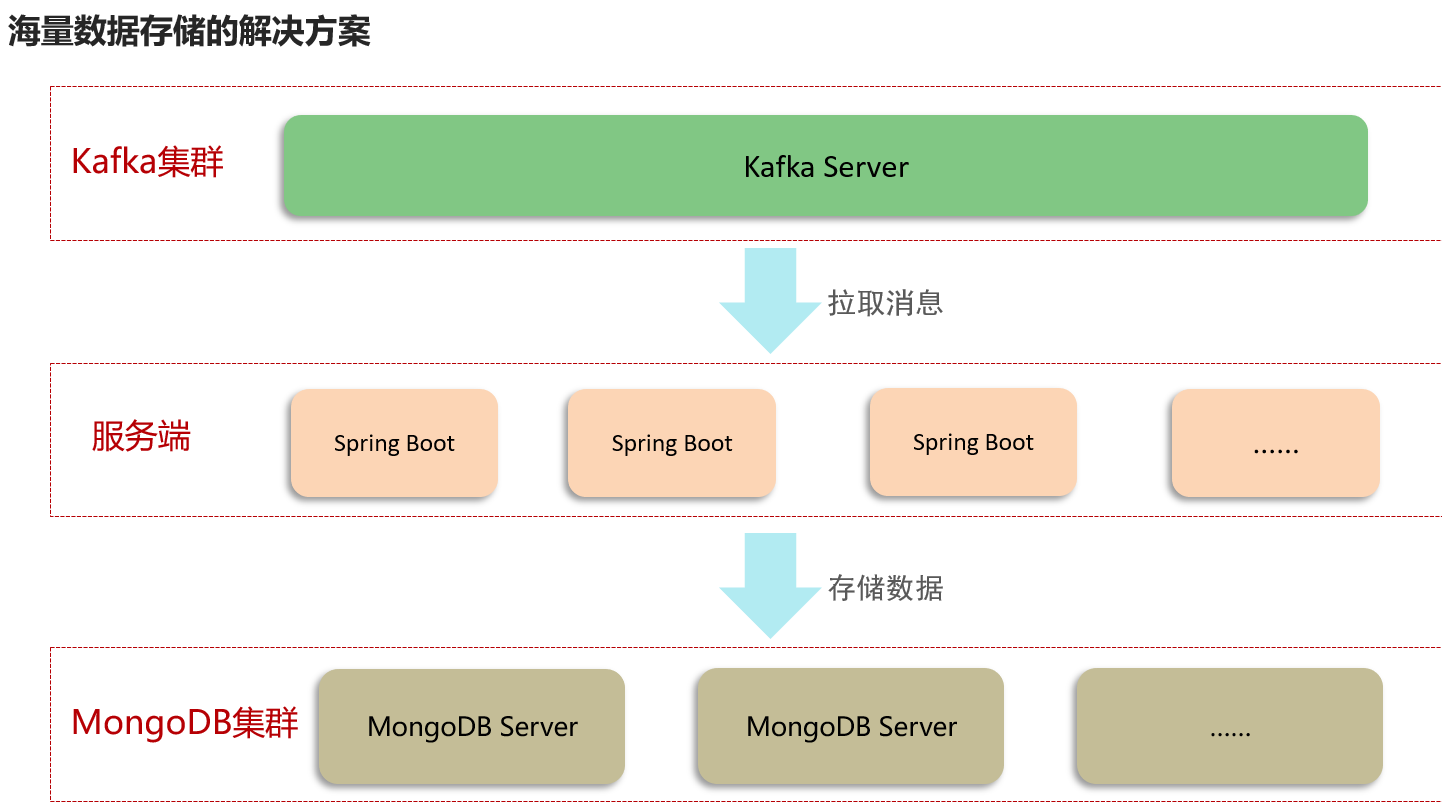 海量数据存储的解决方案
Kafka集群
Kafka Server
拉取消息
服务端
Spring Boot
Spring Boot
Spring Boot
......
存储数据
MongoDB集群
MongoDB Server
MongoDB Server
......